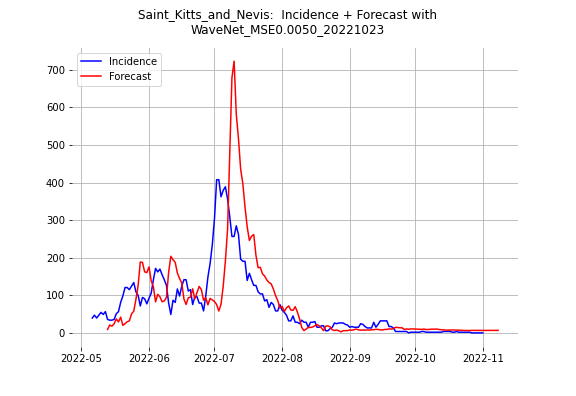 Saint_Kitts_and_Nevis:  Incidence + Forecast with
WaveNet_MSE0.0050_20221023
Incidence
Forecast
700
600
500
400
300
200
100
0
2022-05 2022-06 2022-07 2022-08 2022-09 2022-10 2022-11